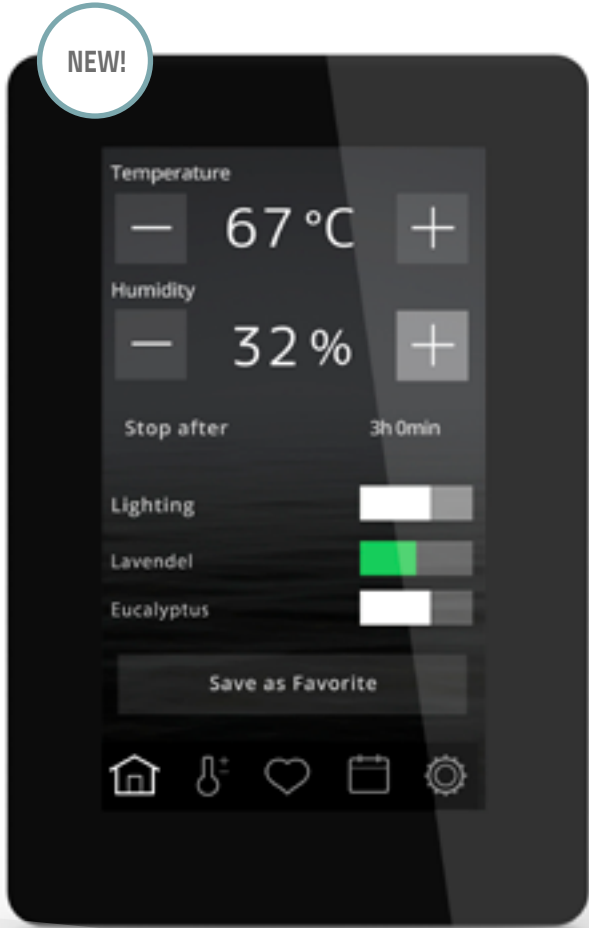 NEW!
Temperature
— 67°C +
Humidity
— 32% +
Stop after 3h 0min
Lighting
Lavendel
Eucalyptus
Save as Favorite